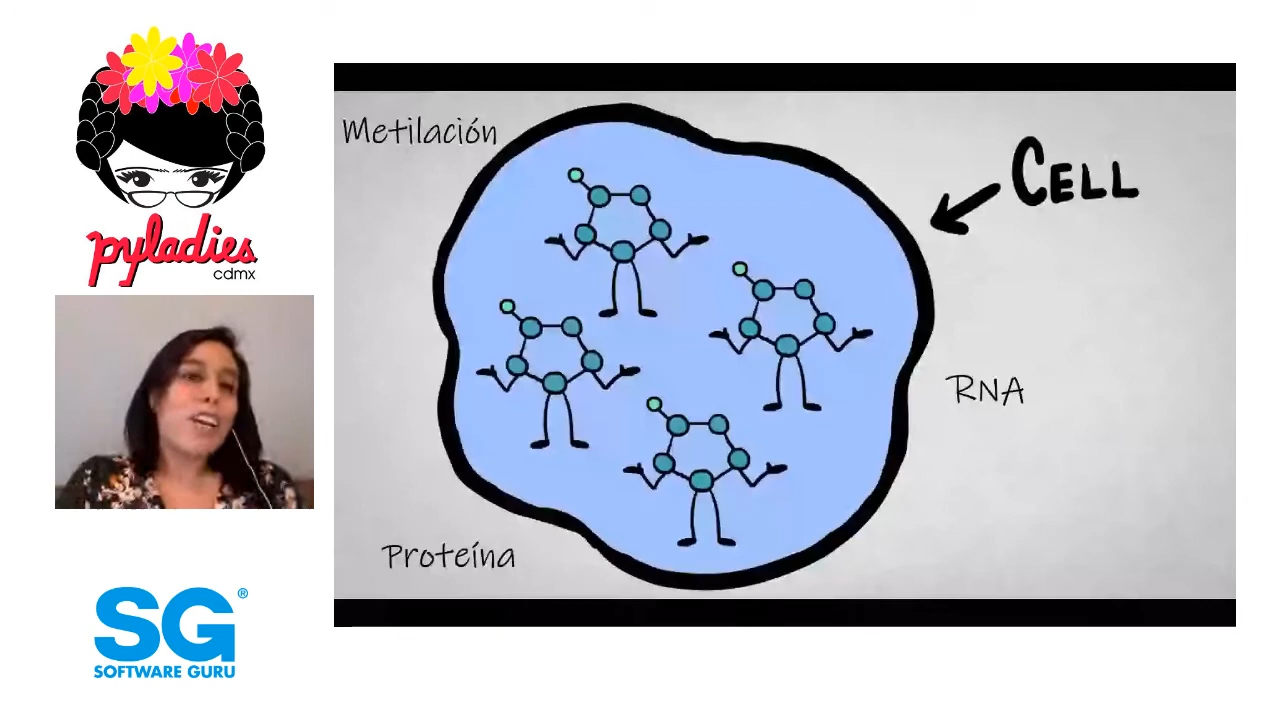 pyladies
cdmx
SG®
SOFTWARE GURU
Metilación
CELL
RNA
Proteína